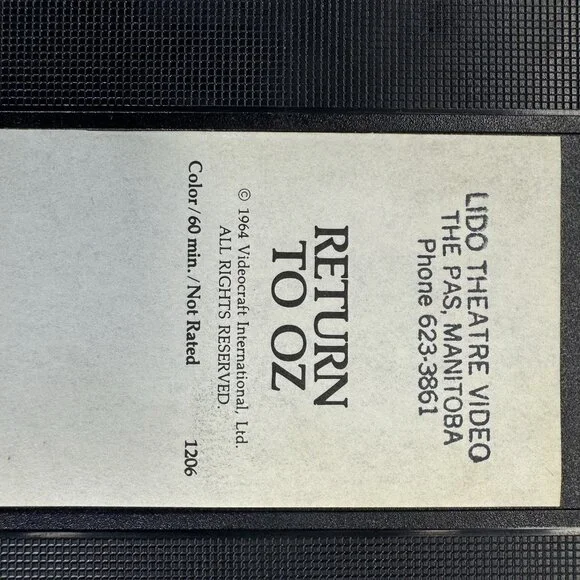 LIDO THEATRE VIDEO
THE PAS, MANITOBA
Phone 623-3861
RETURN
TO OZ
© 1964 Videocraft International, Ltd.
ALL RIGHTS RESERVED.
Color/60 min./Not Rated 1206